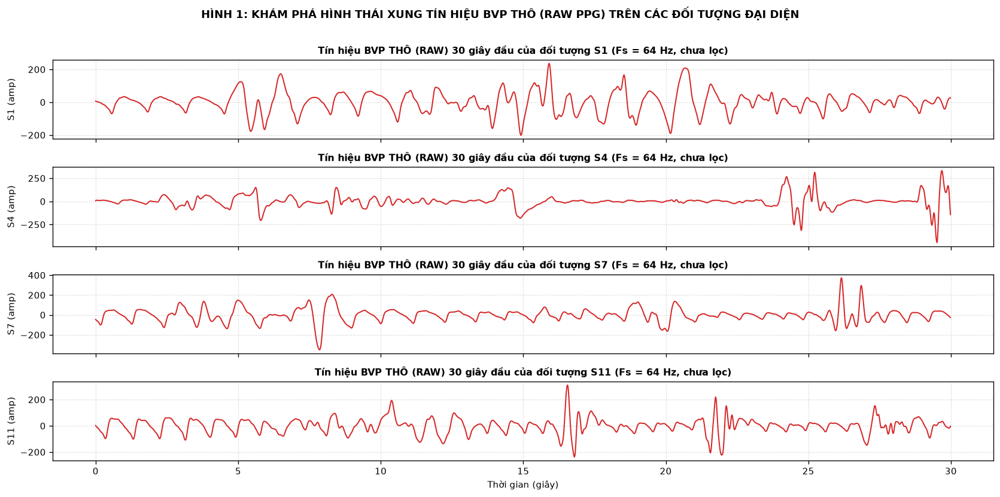 HÌNH 1: KHÁM PHÁ HÌNH THÁI XUNG TÍN HIỆU BVP THÔ (RAW PPG) TRÊN CÁC ĐỐI TƯỢNG ĐẠI DIỆN
Tín hiệu BVP THÔ (RAW) 30 giây đầu của đối tượng S1 (Fs = 64 Hz, chưa lọc)
S1 (amp)
200
0
−200
Tín hiệu BVP THÔ (RAW) 30 giây đầu của đối tượng S4 (Fs = 64 Hz, chưa lọc)
S4 (amp)
250
0
−250
Tín hiệu BVP THÔ (RAW) 30 giây đầu của đối tượng S7 (Fs = 64 Hz, chưa lọc)
S7 (amp)
400
200
0
−200
Tín hiệu BVP THÔ (RAW) 30 giây đầu của đối tượng S11 (Fs = 64 Hz, chưa lọc)
S11 (amp)
200
0
−200
0 5 10 15 20 25 30
Thời gian (giây)